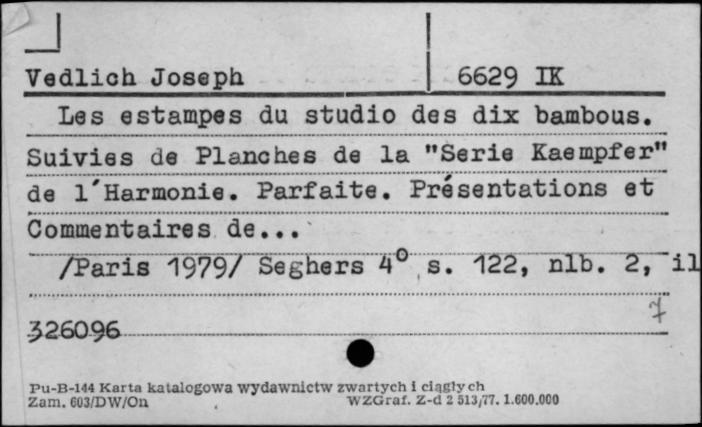 Vedlich Joseph 6629 IK
Les estampes du studio des dix bambous.
Suivies de Planches de la "Serie Kaempfer"
de l'Harmonie. Parfaite. Présentations et
Commentaires de...
/Paris 1979/ Seghers 4° s. 122, nlb. 2, il
7
326096
Pu-B-144 Karta katalogowa wydawnictw zwartych i ciągłych
Zam. 603/DW/On WZGraf. Z-d 2 513/77. 1.600.000